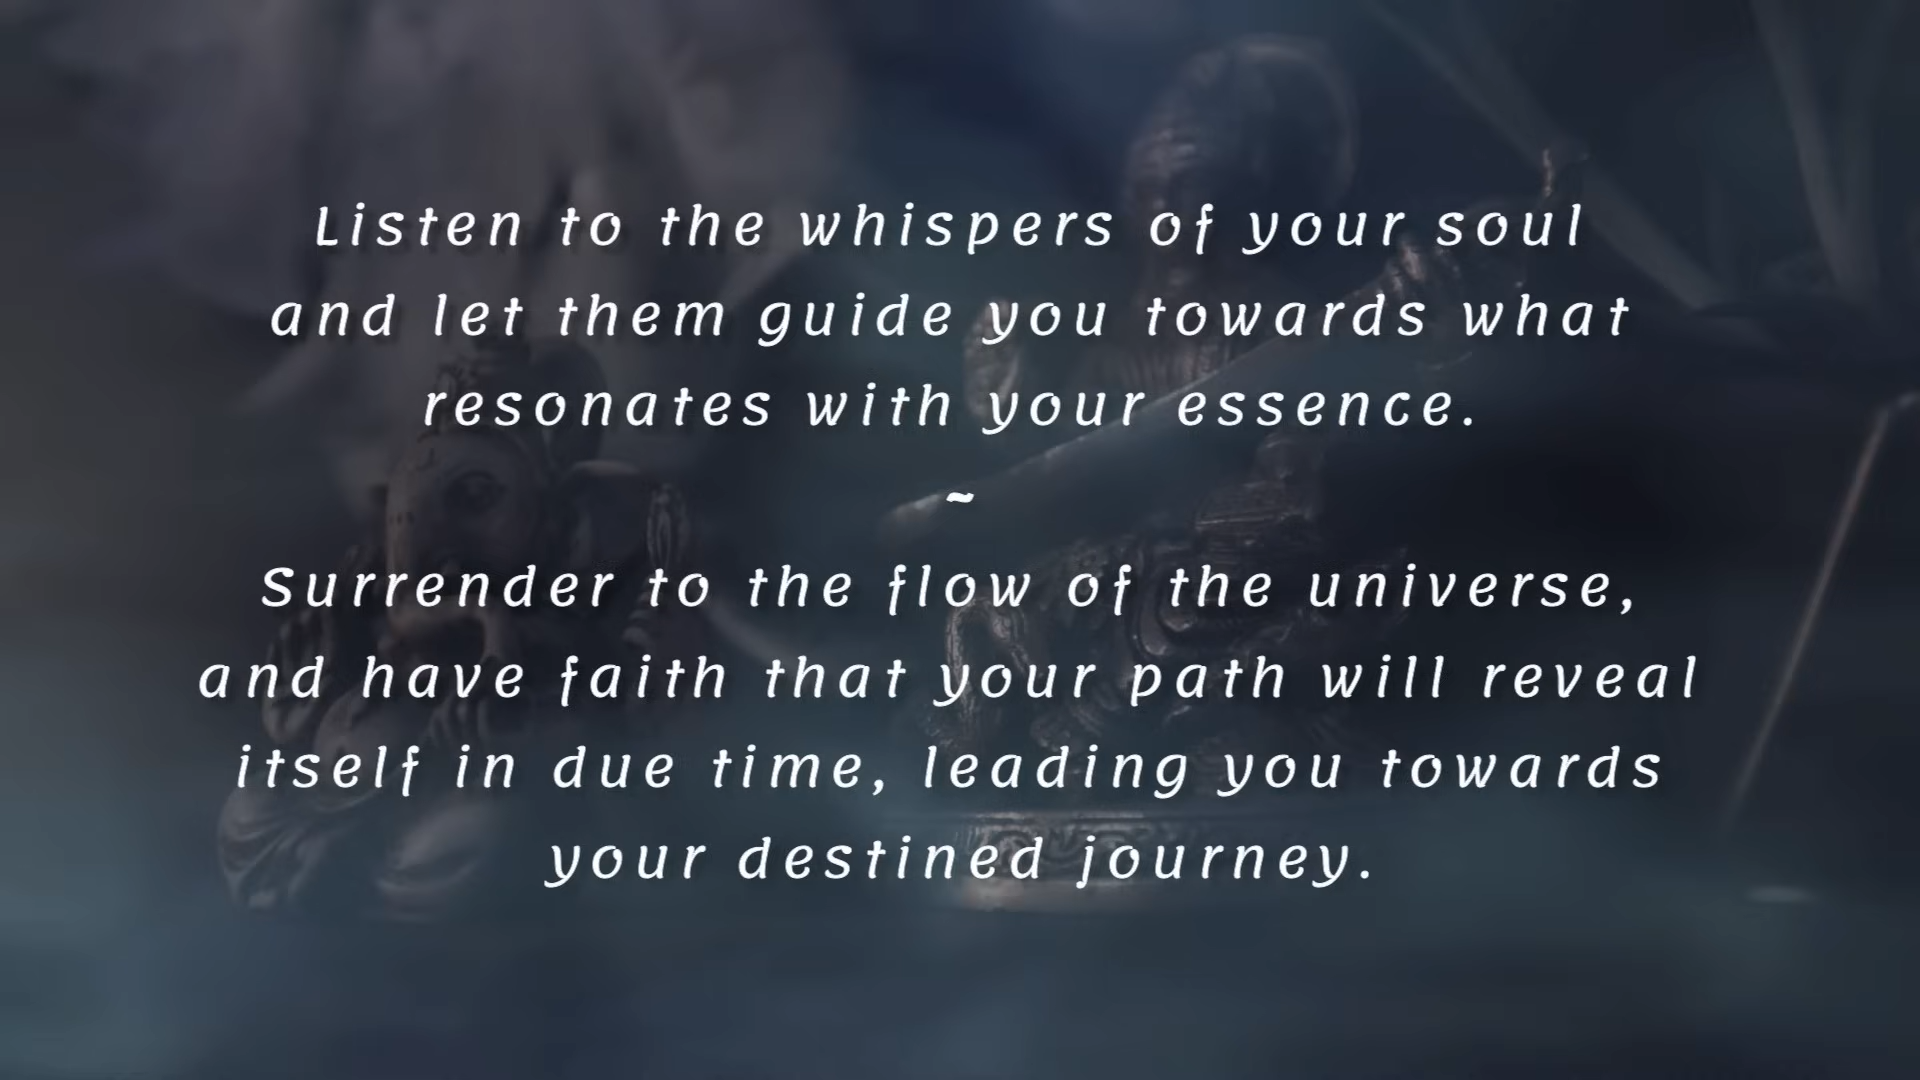 Listen to the whispers of your soul
and let them guide you towards what
resonates with your essence.
~
Surrender to the flow of the universe,
and have faith that your path will reveal
itself in due time, leading you towards
your destined journey.